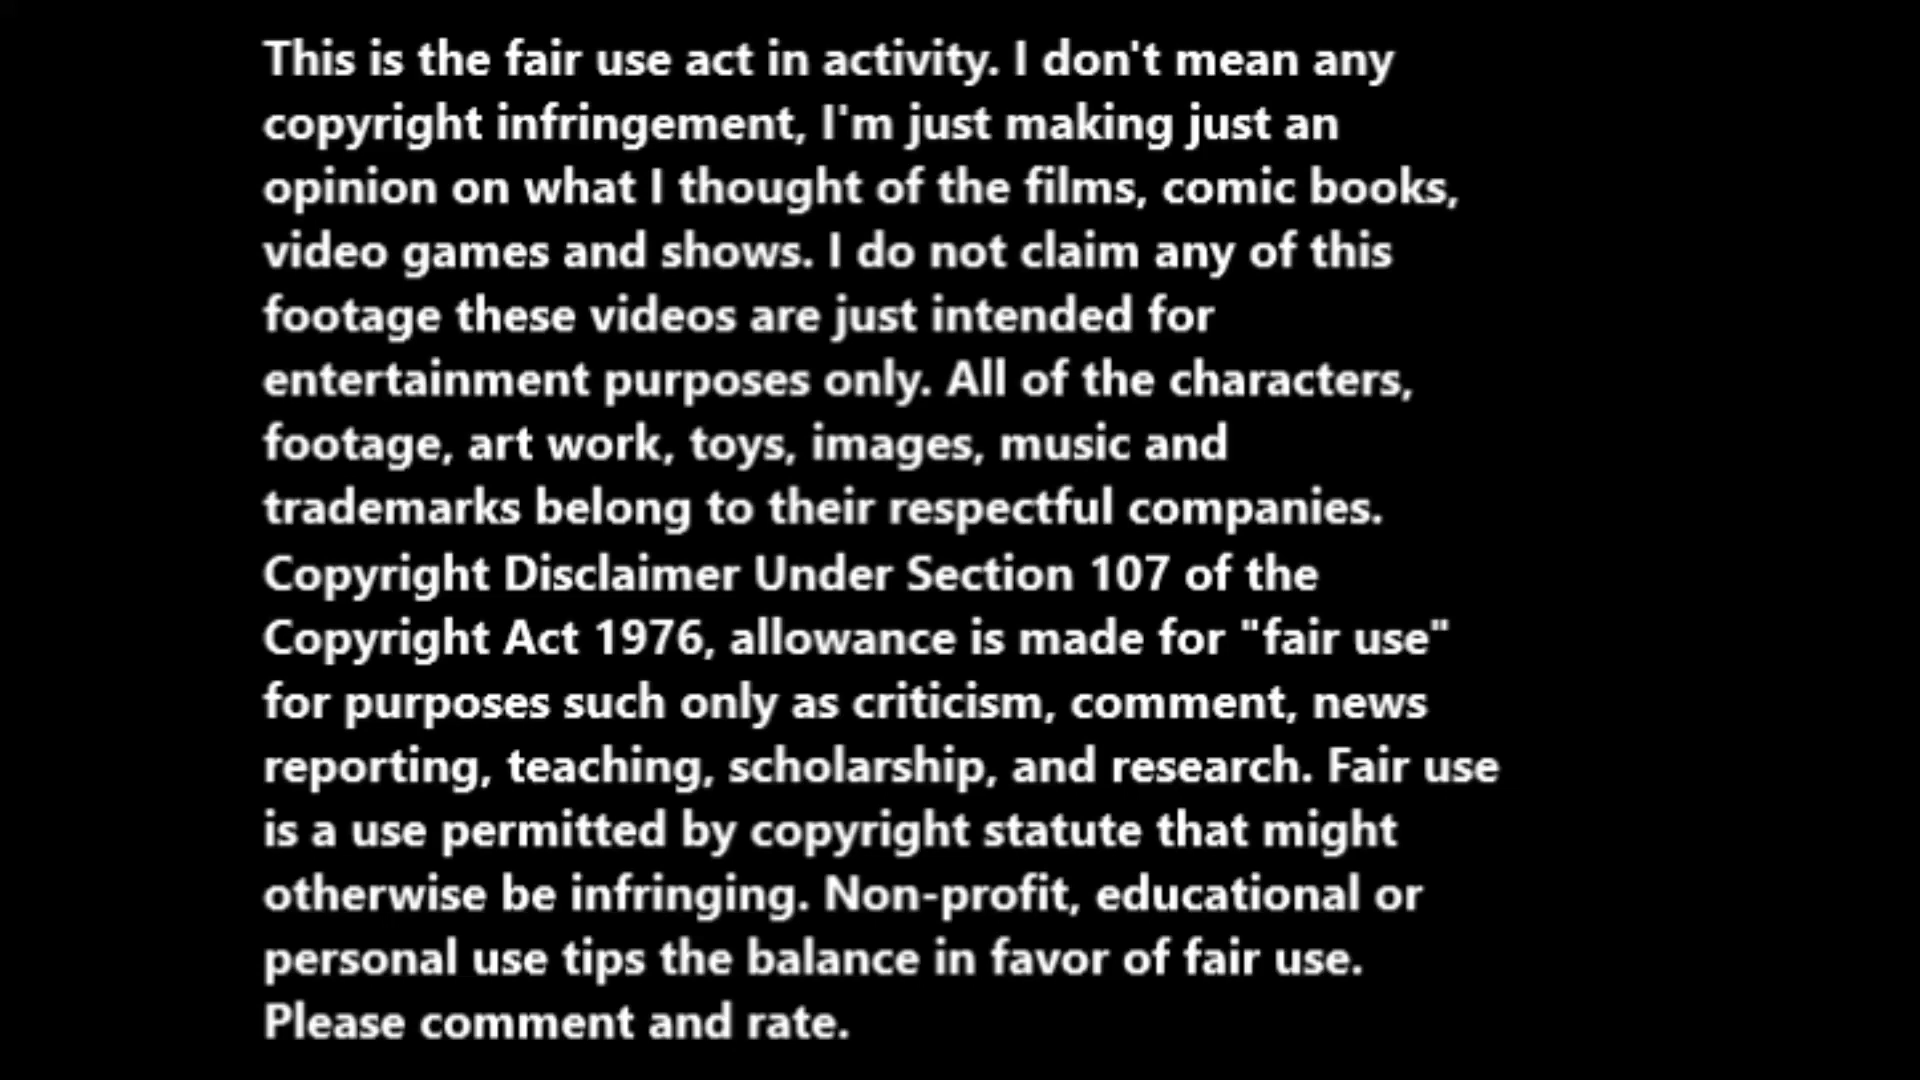 This is the fair use act in activity. I don't mean any
copyright infringement, I'm just making just an
opinion on what I thought of the films, comic books,
video games and shows. I do not claim any of this
footage these videos are just intended for
entertainment purposes only. All of the characters,
footage, art work, toys, images, music and
trademarks belong to their respectful companies.
Copyright Disclaimer Under Section 107 of the
Copyright Act 1976, allowance is made for "fair use"
for purposes such only as criticism, comment, news
reporting, teaching, scholarship, and research. Fair use
is a use permitted by copyright statute that might
otherwise be infringing. Non-profit, educational or
personal use tips the balance in favor of fair use.
Please comment and rate.